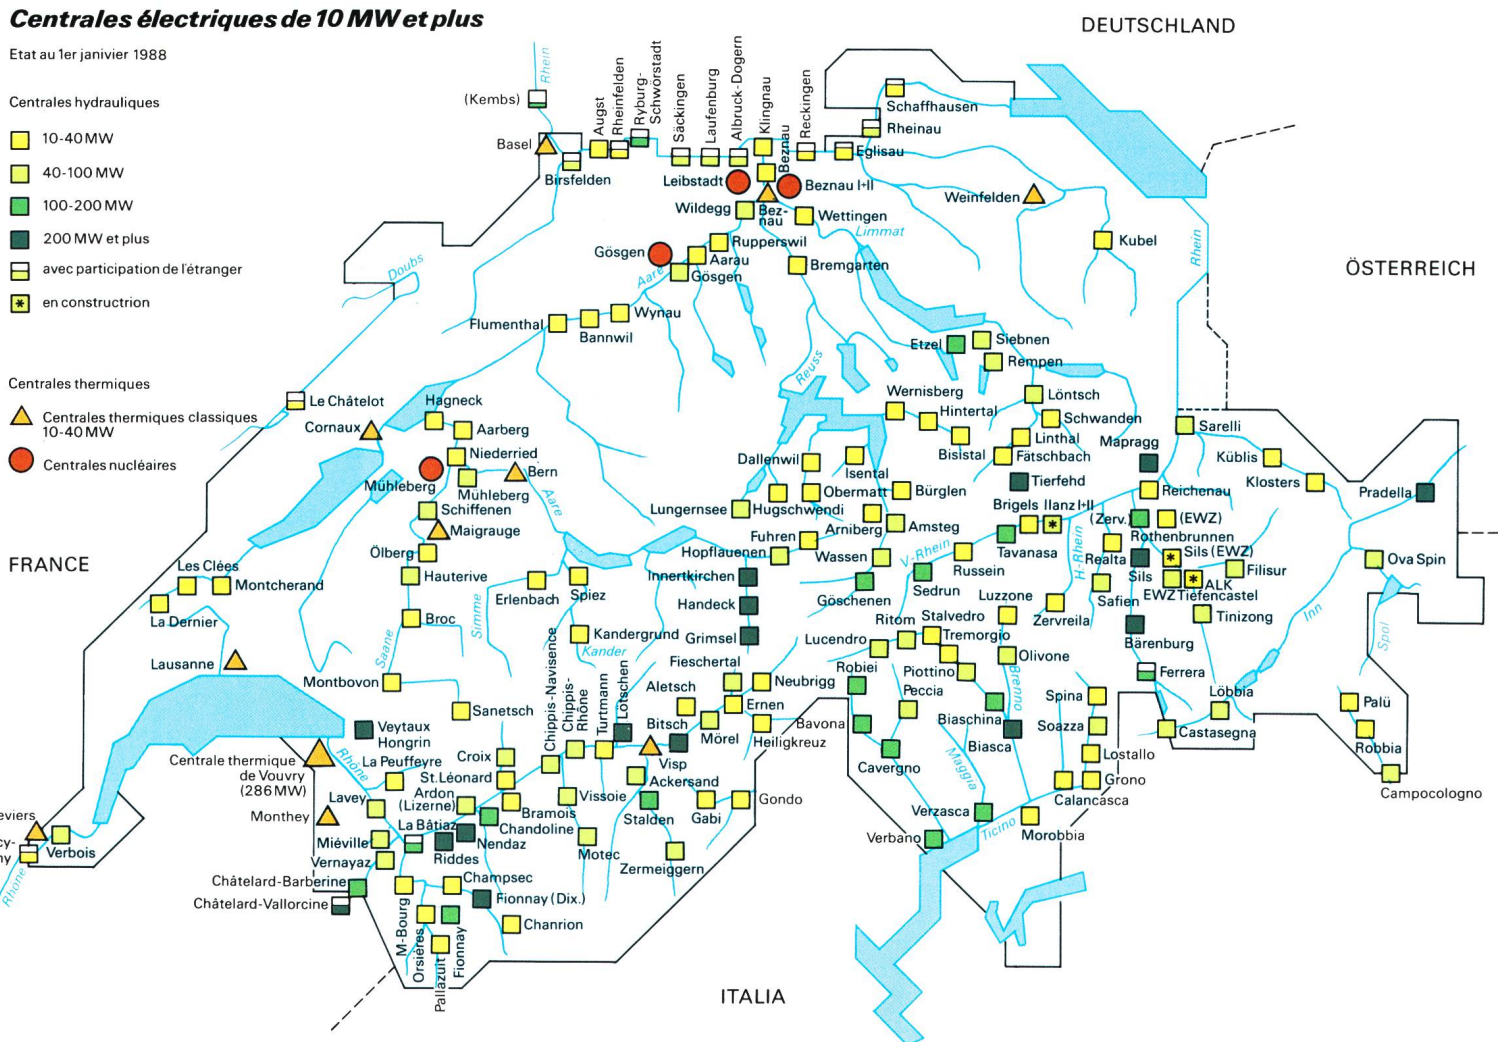 Centrales électriques de 10 MW et plus
Etat au 1er janivier 1988
Centrales hydrauliques
10-40 MW
40-100 MW
100-200 MW
200 MW et plus
avec participation de l'étranger
en constructrion
Centrales thermiques
Centrales thermiques classiques
10-40 MW
Centrales nucléaires
DEUTSCHLAND
ÖSTERREICH
FRANCE
ITALIA
Rhein
(Kembs)
Basel
Birsfelden
Augst
Rheinfelden
Ryburg-
Schwörstadt
Säckingen
Laufenburg
Albruck-Dogern
Klingnau
Beznau
Reckingen
Schaffhausen
Rheinau
Eglisau
Leibstadt
Beznau I+II
Wildegg
Bez-
nau
Wettingen
Limmat
Weinfelden
Kubel
Rhein
Doubs
Gösgen
Rupperswil
Aarau
Gösgen
Bremgarten
Aare
Flumenthal
Bannwil
Wynau
Reuss
Etzel
Siebnen
Rempen
Le Châtelot
Cornaux
Hagneck
Aarberg
Niederried
Mühleberg
Mühleberg
Bern
Aare
Schiffenen
Maigrauge
Ölberg
Hauterive
Broc
Saane
Simme
Montbovon
Sanetsch
Erlenbach
Spiez
Kandergrund
Kander
Les Clées
Montcherand
La Dernier
Lausanne
Wernisberg
Hintertal
Bisistal
Löntsch
Schwanden
Linthal
Fätschbach
Tierfehd
Mapragg
Sarelli
Küblis
Klosters
Pradella
Dallenwil
Isental
Obermatt
Bürglen
Lungernsee
Hugschwendi
Arniberg
Amsteg
Fuhren
Hopflauenen
Wassen
Innertkirchen
Handeck
Grimsel
Göschenen
Brigels Ilanz I+II
Reichenau
(Zerv.)
(EWZ)
Rothenbrunnen
Tavanasa
V-Rhein
H-Rhein
Russein
Sedrun
Realta
Sils (EWZ)
Sils
ALK
EWZ Tiefencastel
Filisur
Safien
Tinizong
Ova Spin
Inn
Spol
Luzzone
Zervreila
Bärenburg
Ferrera
Lucendro
Ritom
Stalvedro
Tremorgio
Olivone
Brenno
Robiei
Piottino
Peccia
Biaschina
Biasca
Bavona
Cavergno
Maggia
Verzasca
Verbano
Ticino
Morobbia
Spina
Soazza
Lostallo
Grono
Calancasca
Löbbia
Castasegna
Palü
Robbia
Campocologno
Fieschertal
Neubrigg
Aletsch
Ernen
Bitsch
Mörel
Heiligkreuz
Chippis-Navisence
Chippis-
Rhône
Turtmann
Lötschen
Visp
Ackersand
Stalden
Gabi
Gondo
Zermeiggern
Vissoie
Motec
Veytaux
Hongrin
Rhône
La Peuffeyre
Croix
St.Léonard
Ardon
(Lizerne)
Bramois
Chandoline
Nendaz
Centrale thermique
de Vouvry
(286 MW)
Lavey
Monthey
La Bâtiaz
Riddes
Miéville
Vernayaz
Châtelard-Barberine
Châtelard-Vallorcine
Champsec
Fionnay (Dix.)
Chanrion
M-Bourg
Orsières
Pallazuit
Fionnay
Verbois
Rhône